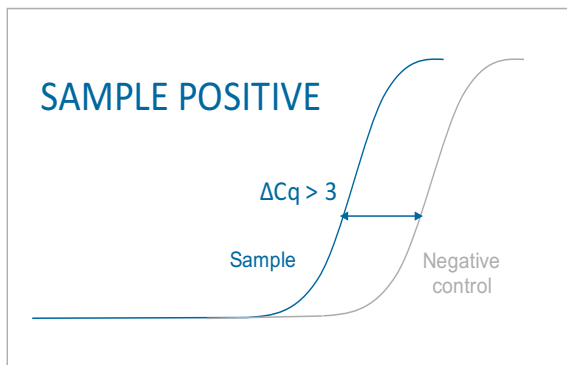 SAMPLE POSITIVE
ΔCq > 3
Sample
Negative
control